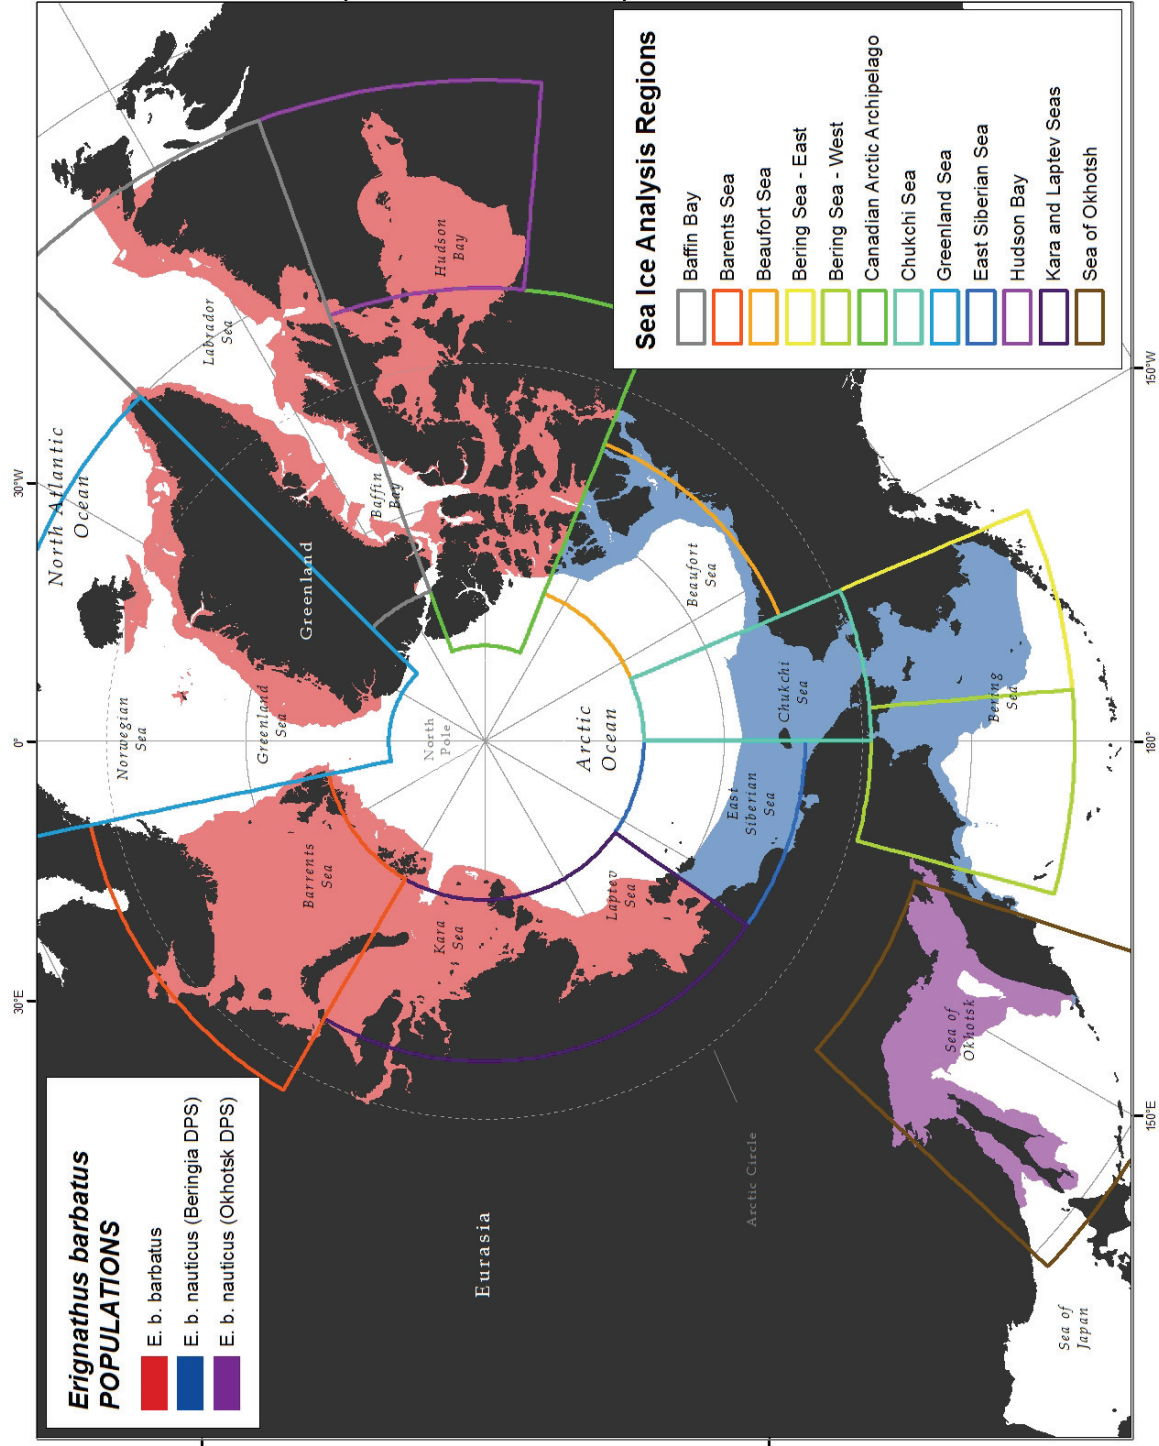 Erignathus barbatus
POPULATIONS
E. b. barbatus
E. b. nauticus (Beringia DPS)
E. b. nauticus (Okhotsk DPS)
Sea Ice Analysis Regions
Baffin Bay
Barents Sea
Beaufort Sea
Bering Sea - East
Bering Sea - West
Canadian Arctic Archipelago
Chukchi Sea
Greenland Sea
East Siberian Sea
Hudson Bay
Kara and Laptev Seas
Sea of Okhotsh
30°E
0°
30°W
150°E
180°
150°W
North Atlantic
Ocean
Norwegian
Sea
Greenland
Sea
Greenland
Labrador
Sea
Baffin
Bay
Hudson
Bay
North
Pole
Arctic
Ocean
Beaufort
Sea
Chukchi
Sea
East
Siberian
Sea
Bering
Sea
Barrents
Sea
Kara
Sea
Laptev
Sea
Eurasia
Arctic Circle
Sea of
Okhotsk
Sea of
Japan